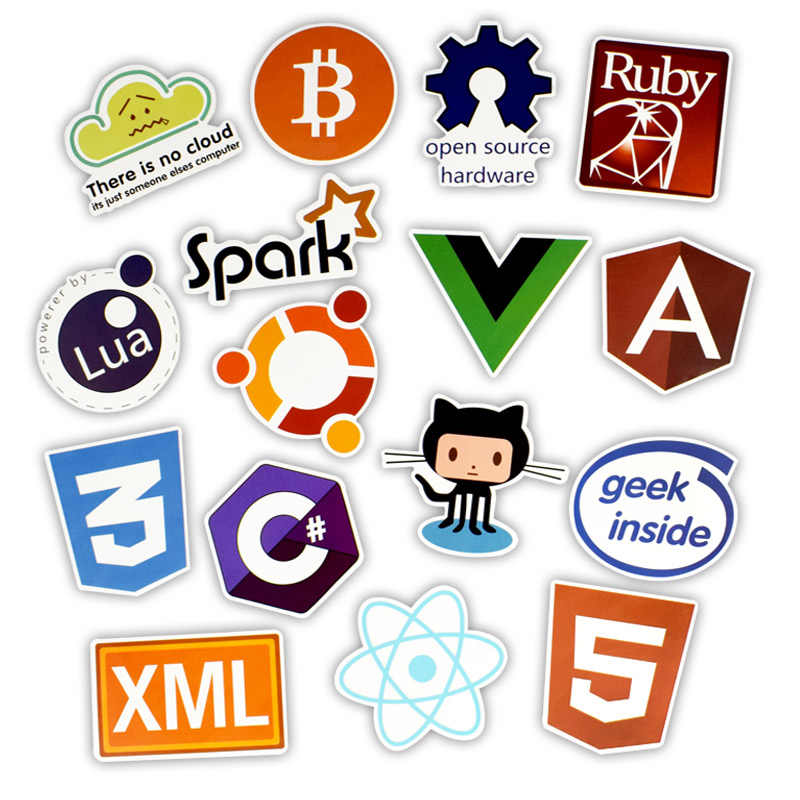 There is no cloud
its just someone elses computer
B
open source
hardware
Ruby
Spark
powerer by
Lua
A
3
C#
geek
inside
XML
5